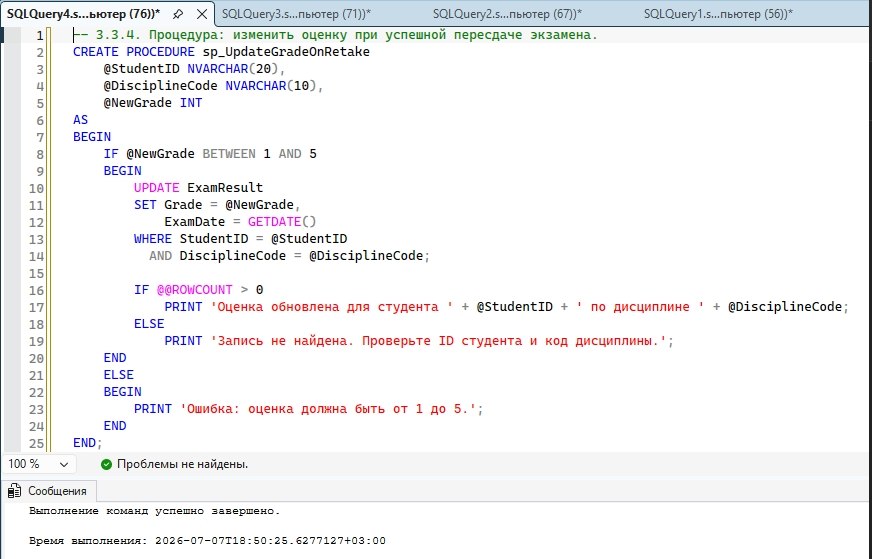 SQLQuery4.s...пьютер (76))* SQLQuery3.s...пьютер (71))* SQLQuery2.s...пьютер (67))* SQLQuery1.s...пьютер (56))*
1 -- 3.3.4. Процедура: изменить оценку при успешной пересдаче экзамена.
2 CREATE PROCEDURE sp_UpdateGradeOnRetake
3 @StudentID NVARCHAR(20),
4 @DisciplineCode NVARCHAR(10),
5 @NewGrade INT
6 AS
7 BEGIN
8 IF @NewGrade BETWEEN 1 AND 5
9 BEGIN
10 UPDATE ExamResult
11 SET Grade = @NewGrade,
12 ExamDate = GETDATE()
13 WHERE StudentID = @StudentID
14 AND DisciplineCode = @DisciplineCode;
15
16 IF @@ROWCOUNT > 0
17 PRINT 'Оценка обновлена для студента ' + @StudentID + ' по дисциплине ' + @DisciplineCode;
18 ELSE
19 PRINT 'Запись не найдена. Проверьте ID студента и код дисциплины.';
20 END
21 ELSE
22 BEGIN
23 PRINT 'Ошибка: оценка должна быть от 1 до 5.';
24 END
25 END;
100 % Проблемы не найдены.
Сообщения
Выполнение команд успешно завершено.
Время выполнения: 2026-07-07T18:50:25.6277127+03:00